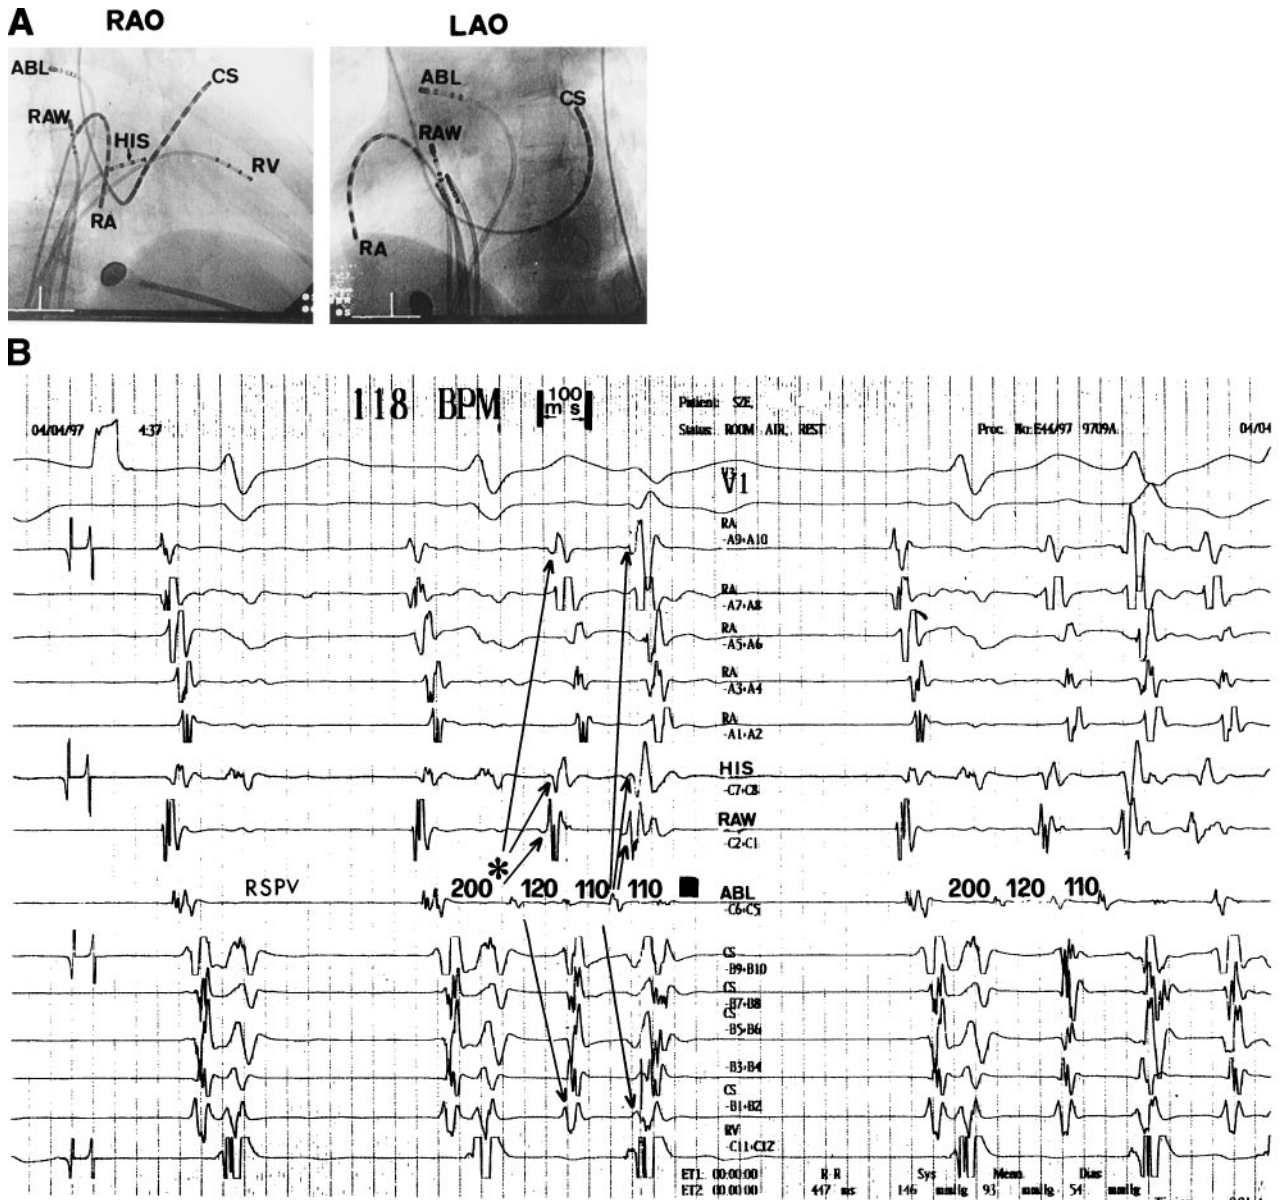 A
RAO
LAO
ABL
CS
RAW
HIS
RV
RA
ABL
CS
RAW
RA
B
118 BPM
100
m s
Patient: SZE,
04/04/97 4:37
Status: ROOM AIR, REST
Proc. No: E44/97 9709A
04/04
V3
V1
RA
-A9+A10
RA
-A7+A8
RA
-A5+A6
RA
-A3+A4
RA
-A1+A2
HIS
-C7+C8
RAW
-C2+C1
*
RSPV
200 120 110 110
ABL
-C6+C5
200 120 110
CS
-B9+B10
CS
-B7+B8
CS
-B5+B6
-B3+B4
CS
-B1+B2
RV
-C11+C12
ET1: 00:00:00 R-R Sys Mean Dias
ET2: 00:00:00 447 ms 146 mmHg 93 mmHg 54 mmHg